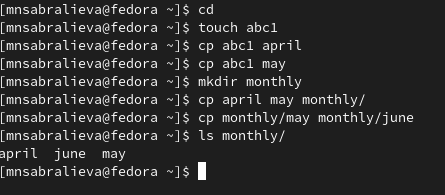 [mnsabralieva@fedora ~]$ cd
[mnsabralieva@fedora ~]$ touch abc1
[mnsabralieva@fedora ~]$ cp abc1 april
[mnsabralieva@fedora ~]$ cp abc1 may
[mnsabralieva@fedora ~]$ mkdir monthly
[mnsabralieva@fedora ~]$ cp april may monthly/
[mnsabralieva@fedora ~]$ cp monthly/may monthly/june
[mnsabralieva@fedora ~]$ ls monthly/
april  june  may
[mnsabralieva@fedora ~]$